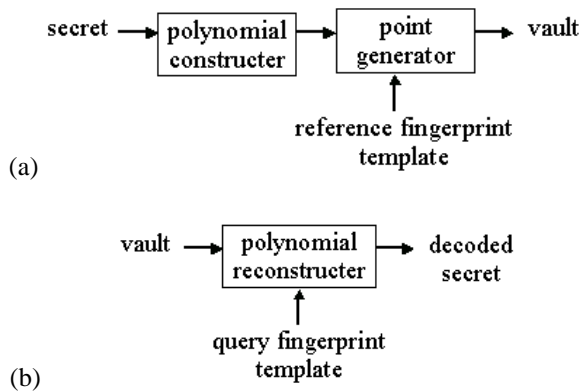 secret
polynomial
constructer
point
generator
vault
reference fingerprint
template
(a)
vault
polynomial
reconstructer
decoded
secret
query fingerprint
template
(b)